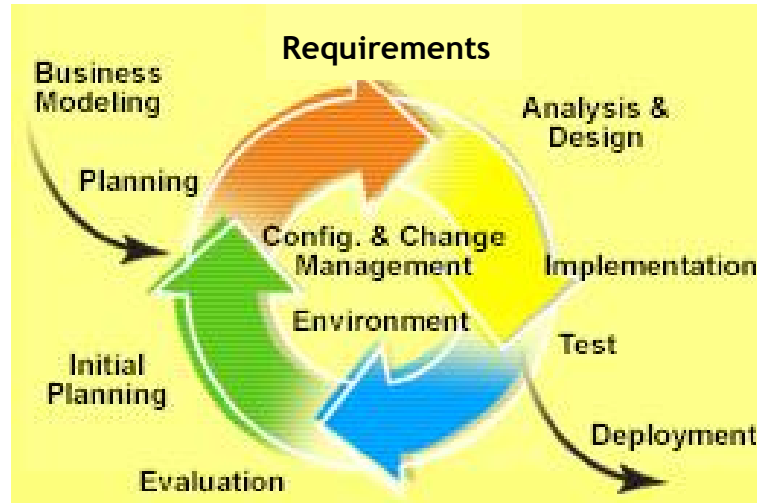 Requirements
Business
Modeling
Analysis &
Design
Planning
Config. & Change
Management
Implementation
Environment
Test
Initial
Planning
Deployment
Evaluation